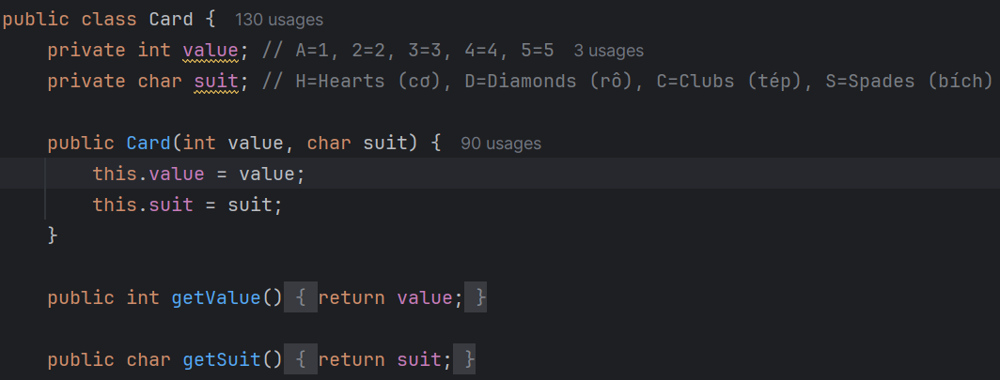 public class Card {  130 usages
    private int value; // A=1, 2=2, 3=3, 4=4, 5=5  3 usages
    private char suit; // H=Hearts (cơ), D=Diamonds (rô), C=Clubs (tép), S=Spades (bích)
    public Card(int value, char suit) {  90 usages
        this.value = value;
        this.suit = suit;
    }
    public int getValue() { return value; }
    public char getSuit() { return suit; }